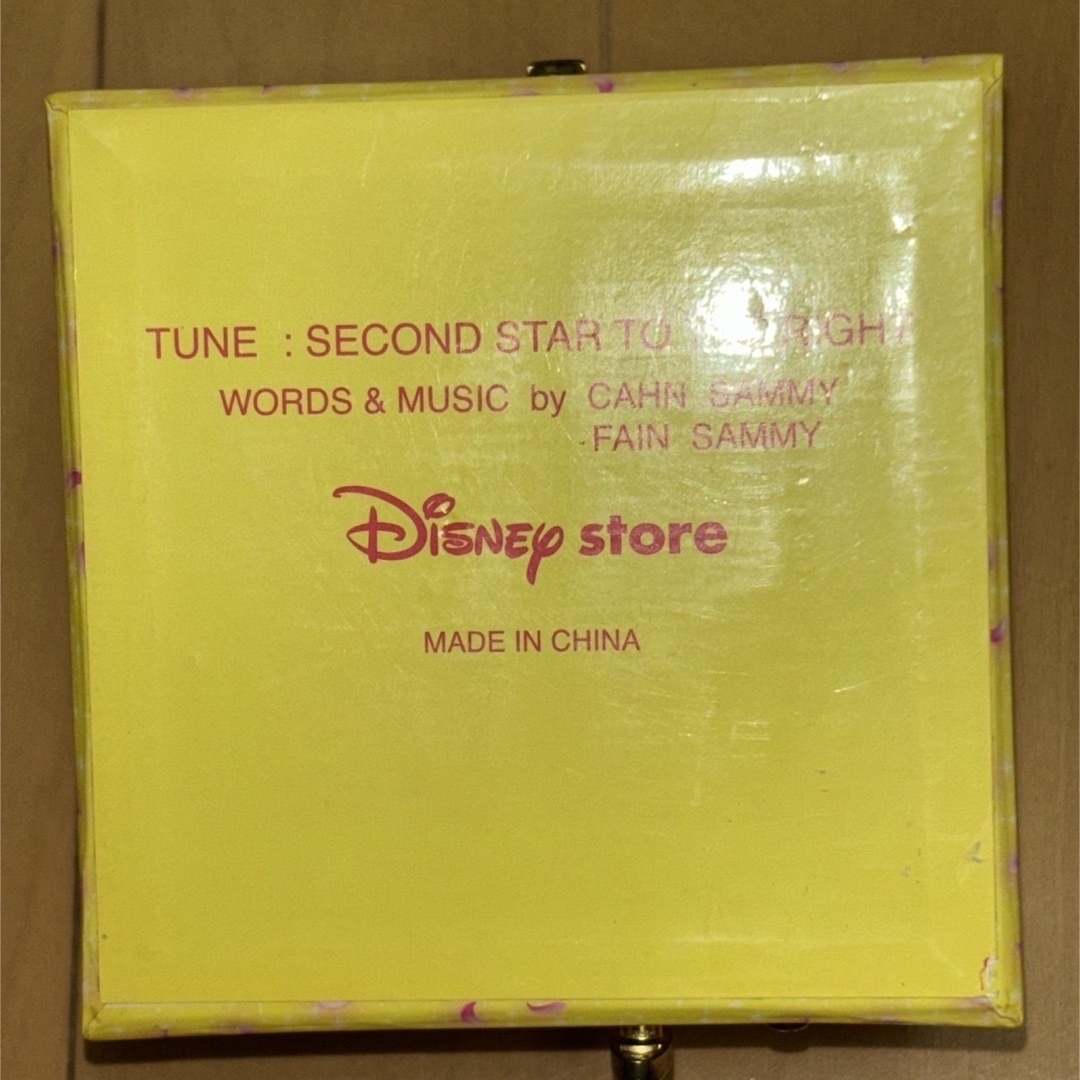 TUNE : SECOND STAR TO RIGHT
WORDS & MUSIC by CAHN SAMMY
FAIN SAMMY
Disney store
MADE IN CHINA